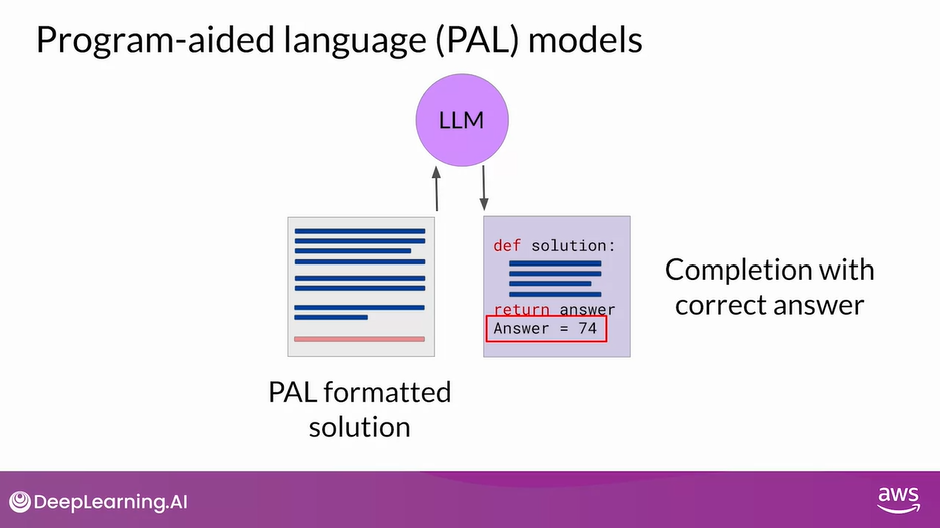 Program-aided language (PAL) models
LLM
def solution:
return answer
Answer = 74
Completion with
correct answer
PAL formatted
solution
DeepLearning.AI
aws